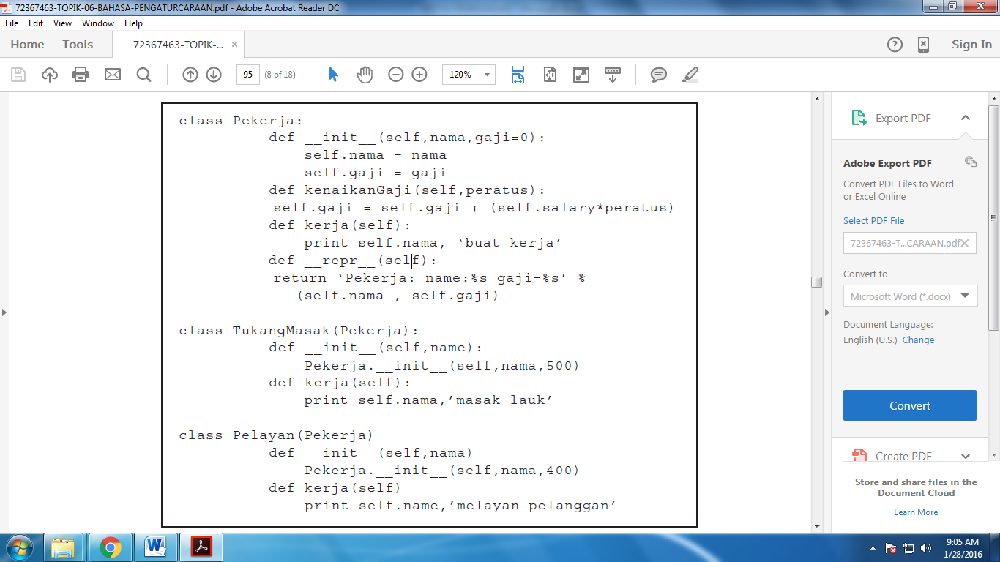 72367463-TOPIK-06-BAHASA-PENGATURCARAAN.pdf - Adobe Acrobat Reader DC
File Edit View Window Help
Home Tools 72367463-TOPIK-... × Sign In
95 (8 of 18) 120%
class Pekerja:
def __init__(self,nama,gaji=0):
self.nama = nama
self.gaji = gaji
def kenaikanGaji(self,peratus):
self.gaji = self.gaji + (self.salary*peratus)
def kerja(self):
print self.nama, ‘buat kerja’
def __repr__(self):
return ‘Pekerja: name:%s gaji=%s’ %
(self.nama , self.gaji)
class TukangMasak(Pekerja):
def __init__(self,name):
Pekerja.__init__(self,nama,500)
def kerja(self):
print self.nama,’masak lauk’
class Pelayan(Pekerja)
def __init__(self,nama)
Pekerja.__init__(self,nama,400)
def kerja(self)
print self.name,’melayan pelanggan’
Export PDF
Adobe Export PDF
Convert PDF Files to Word
or Excel Online
Select PDF File
72367463-T...CARAAN.pdf
Convert to
Microsoft Word (*.docx)
Document Language:
English (U.S.) Change
Convert
Create PDF
Store and share files in the
Document Cloud
Learn More
9:05 AM
1/28/2016